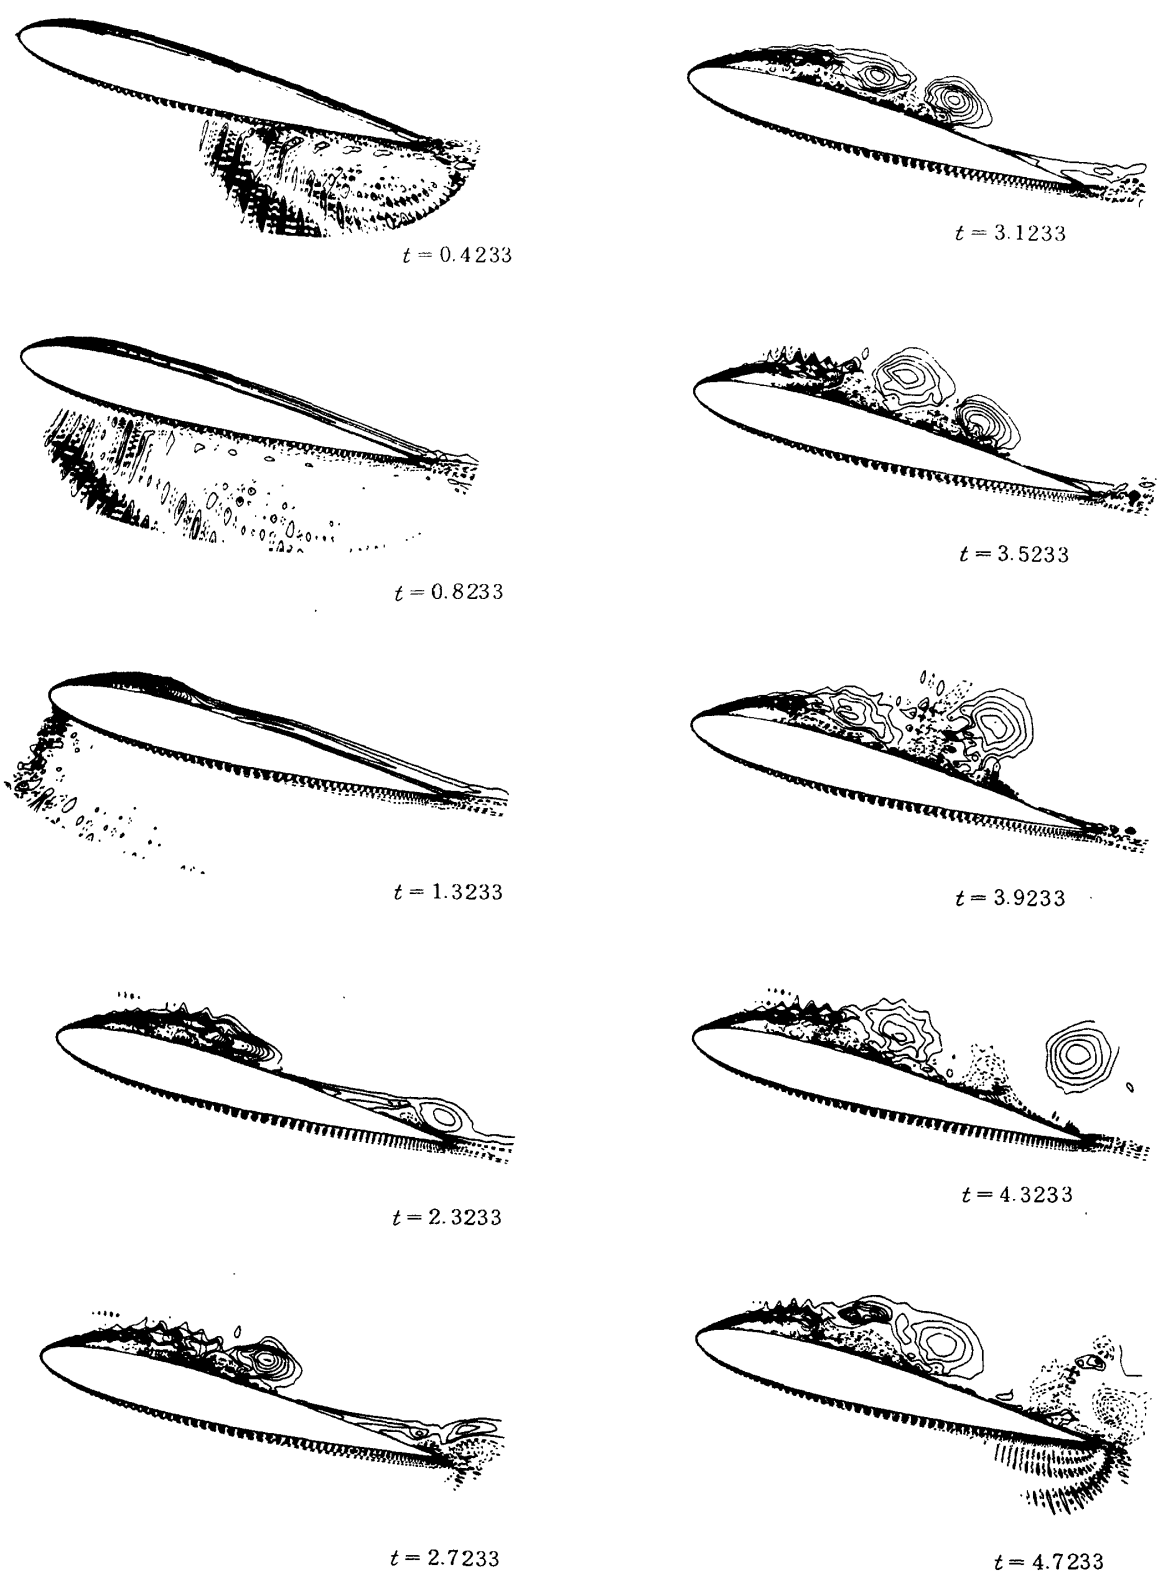 t = 0.4233
t = 0.8233
t = 1.3233
t = 2.3233
t = 2.7233
t = 3.1233
t = 3.5233
t = 3.9233
t = 4.3233
t = 4.7233